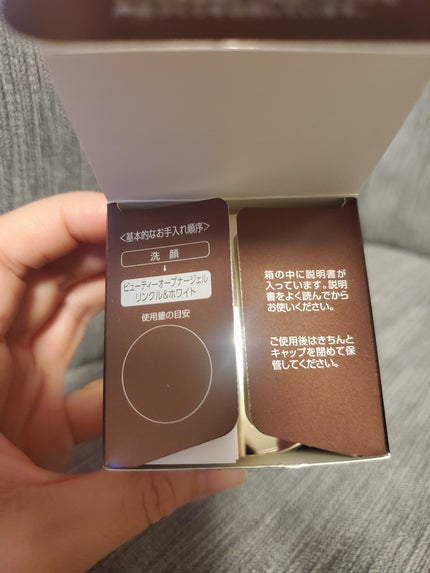 <基本的なお手入れ順序>
洗顔
↓
ビューティーオープナージェル
リンクル&ホワイト
使用量の目安
箱の中に説明書が
入っています。説明
書をよく読んでから
お使いください。
ご使用後はきちんと
キャップを閉めて保
管してください。